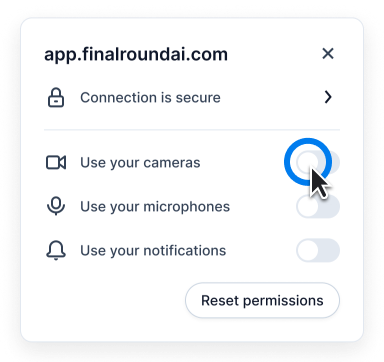 app.finalroundai.com
Connection is secure
Use your cameras
Use your microphones
Use your notifications
Reset permissions